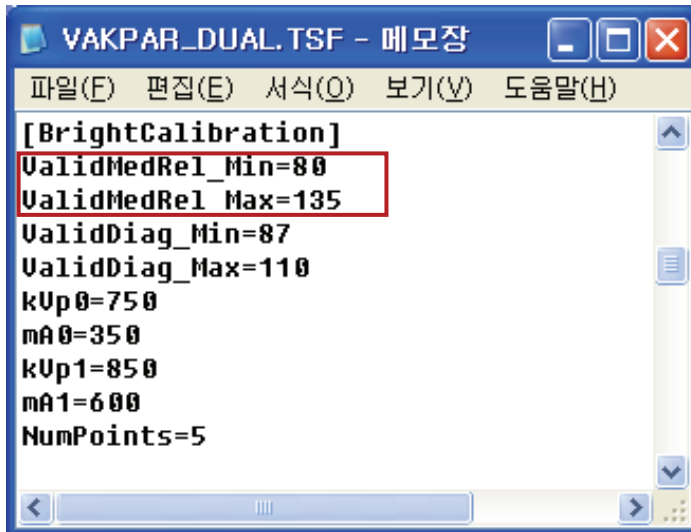 VAKPAR_DUAL.TSF - 메모장
파일(F) 편집(E) 서식(O) 보기(V) 도움말(H)
[BrightCalibration]
ValidMedRel_Min=80
ValidMedRel_Max=135
ValidDiag_Min=87
ValidDiag_Max=110
kVp0=750
mA0=350
kVp1=850
mA1=600
NumPoints=5